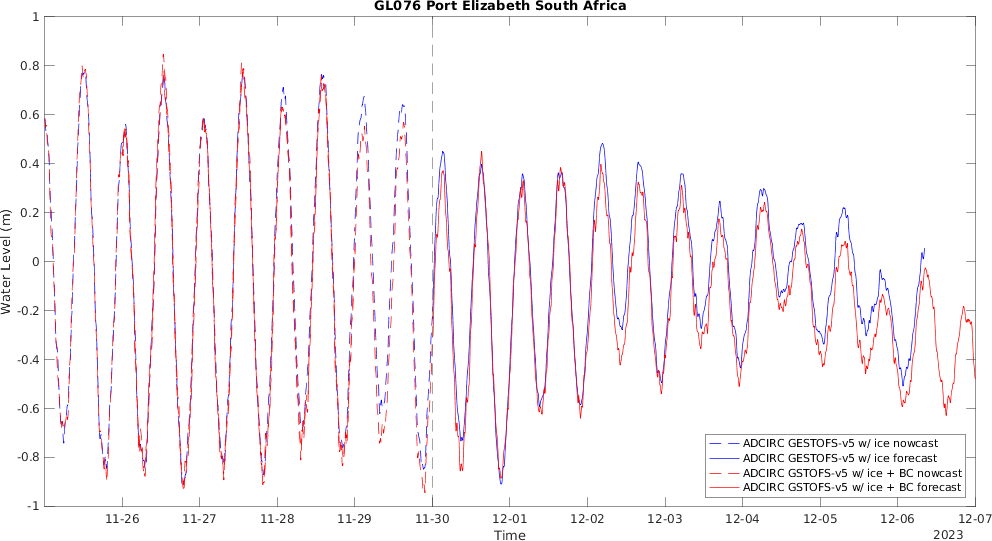 GL076 Port Elizabeth South Africa
1
0.8
0.6
0.4
0.2
0
-0.2
-0.4
-0.6
-0.8
-1
Water Level (m)
ADCIRC GESTOFS-v5 w/ ice nowcast
ADCIRC GESTOFS-v5 w/ ice forecast
ADCIRC GSTOFS-v5 w/ ice + BC nowcast
ADCIRC GSTOFS-v5 w/ ice + BC forecast
11-26 11-27 11-28 11-29 11-30 12-01 12-02 12-03 12-04 12-05 12-06 12-07
Time 2023